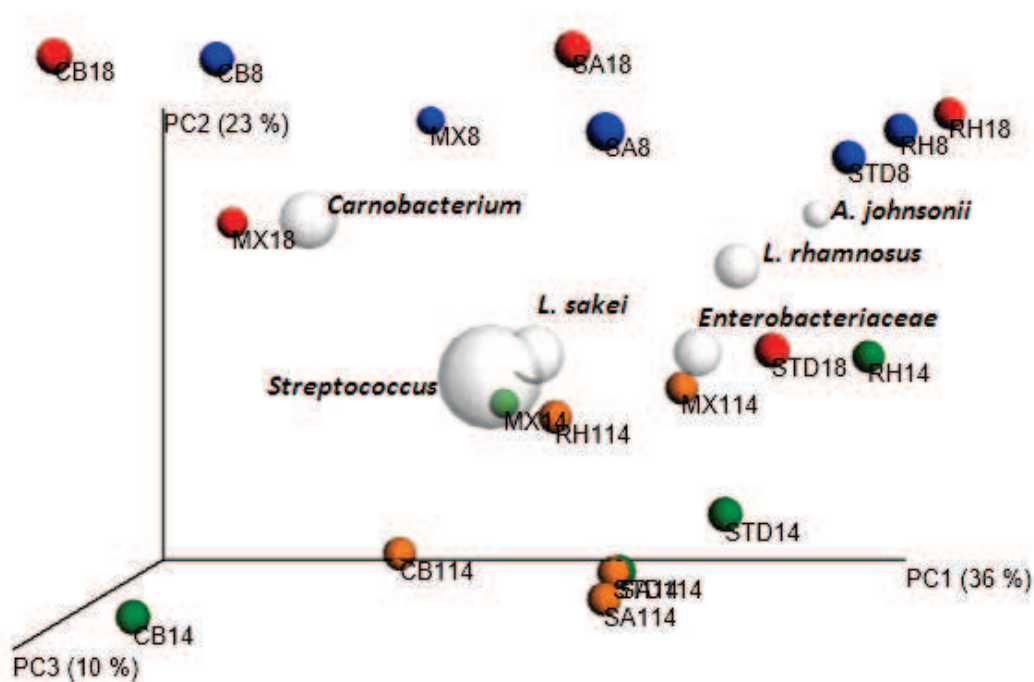 CB18
CB8
SA18
PC2 (23 %)
MX8
SA8
RH8
RH18
STD8
MX18
Carnobacterium
A. johnsonii
L. rhamnosus
L. sakei
Enterobacteriaceae
STD18
RH14
Streptococcus
MX14
RH114
MX114
STD14
CB114
PC1 (36 %)
SA114
CB14
PC3 (10 %)